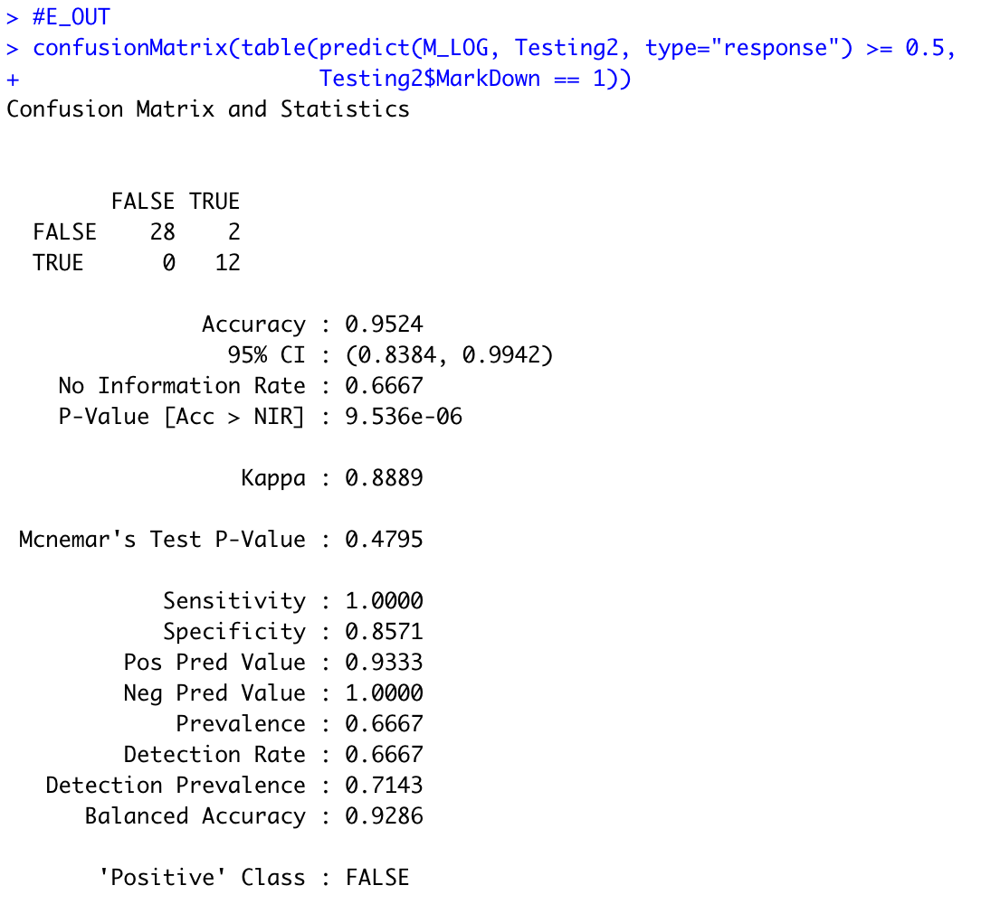 > #E_OUT
> confusionMatrix(table(predict(M_LOG, Testing2, type="response") >= 0.5,
+                       Testing2$MarkDown == 1))
Confusion Matrix and Statistics

        FALSE TRUE
  FALSE    28    2
  TRUE      0   12

               Accuracy : 0.9524
                 95% CI : (0.8384, 0.9942)
    No Information Rate : 0.6667
    P-Value [Acc > NIR] : 9.536e-06

                  Kappa : 0.8889

 Mcnemar's Test P-Value : 0.4795

            Sensitivity : 1.0000
            Specificity : 0.8571
         Pos Pred Value : 0.9333
         Neg Pred Value : 1.0000
             Prevalence : 0.6667
         Detection Rate : 0.6667
   Detection Prevalence : 0.7143
      Balanced Accuracy : 0.9286

       'Positive' Class : FALSE